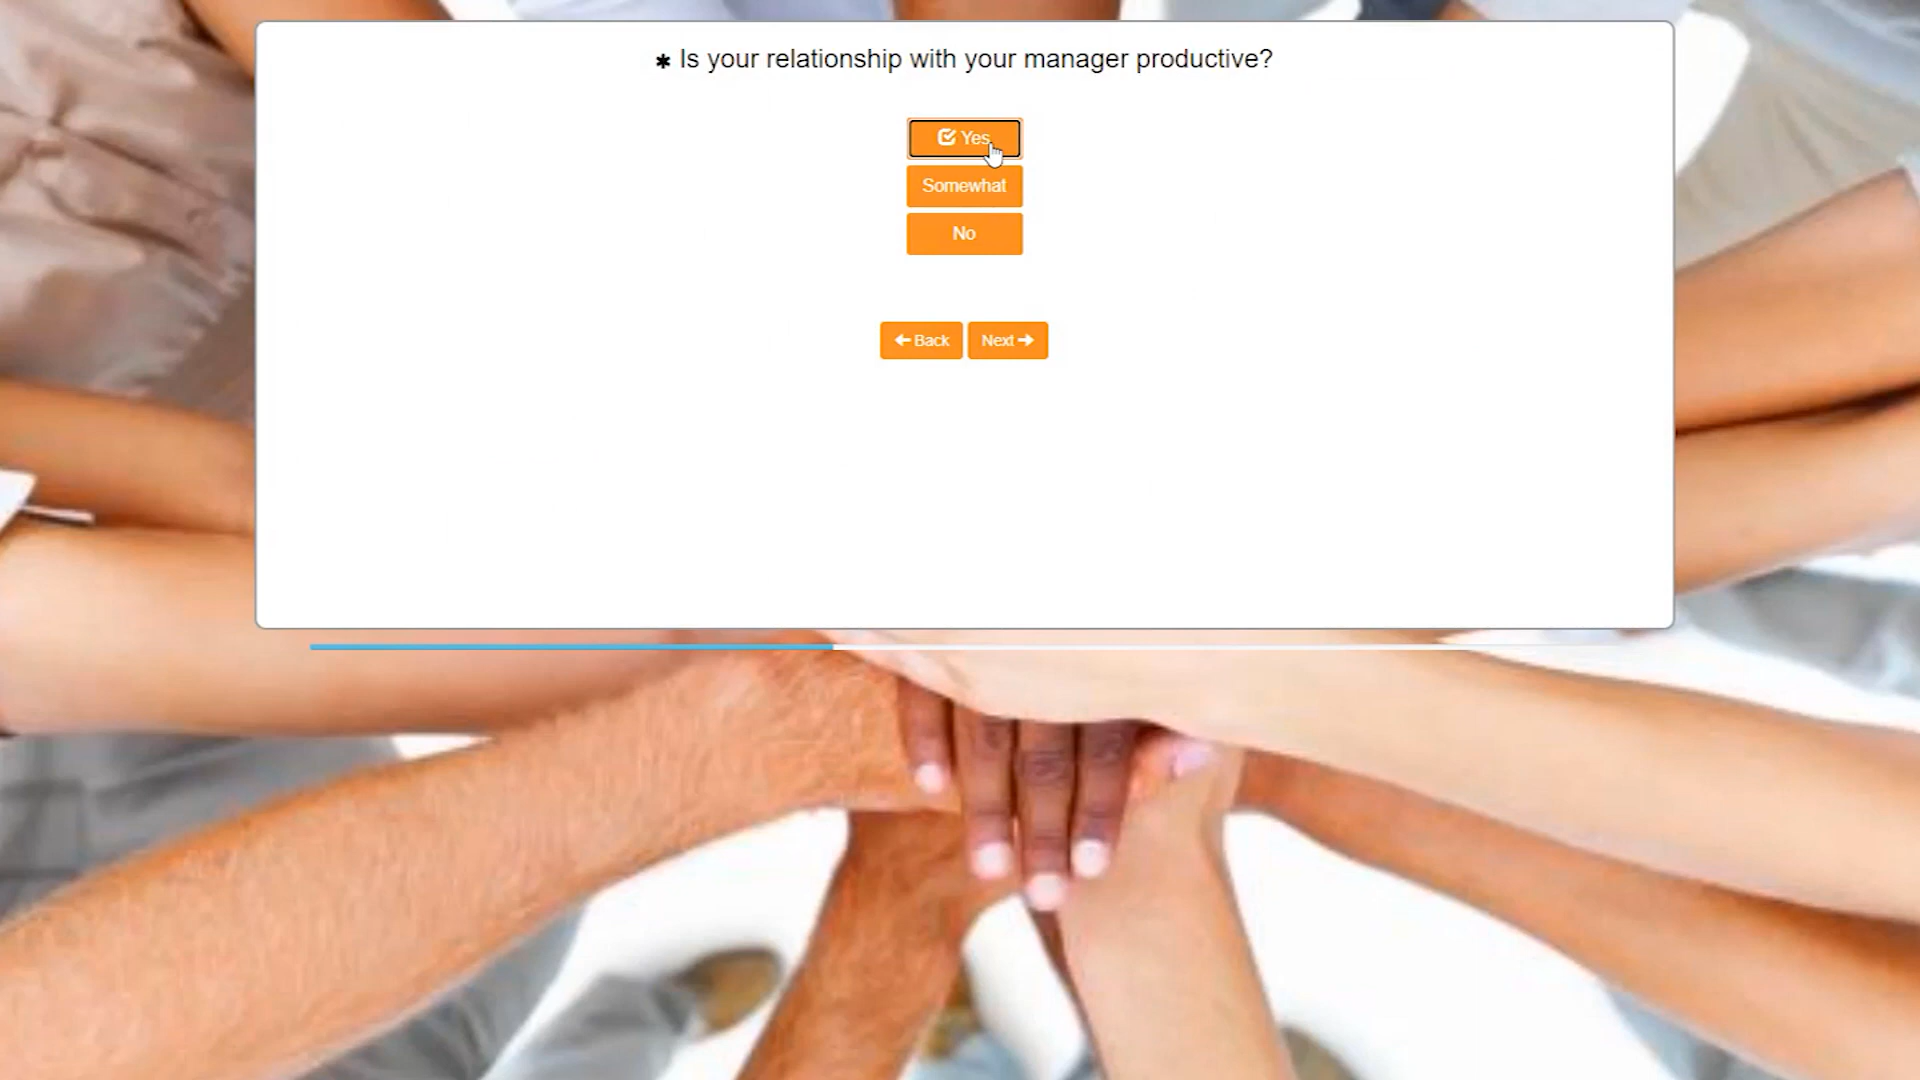 ✱ Is your relationship with your manager productive?
Yes
Somewhat
No
Back Next